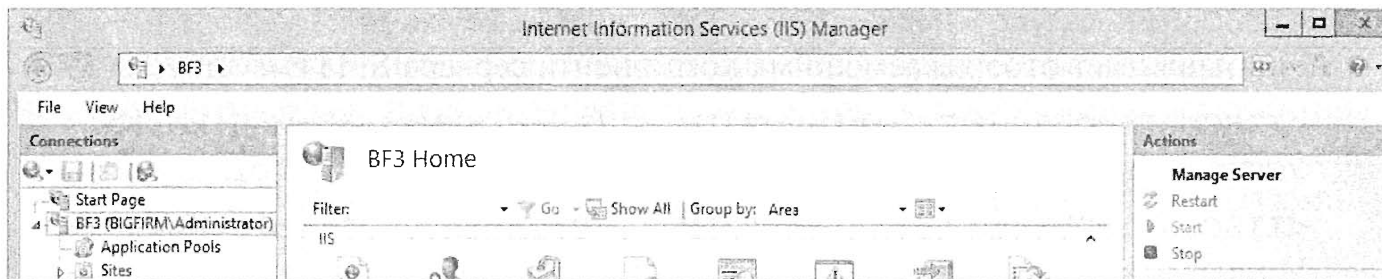 Internet Information Services (IIS) Manager
BF3
File View Help
Connections
Start Page
BF3 (BIGFIRM\Administrator)
Application Pools
Sites
BF3 Home
Filter: Go Show All Group by: Area
IIS
Actions
Manage Server
Restart
Start
Stop